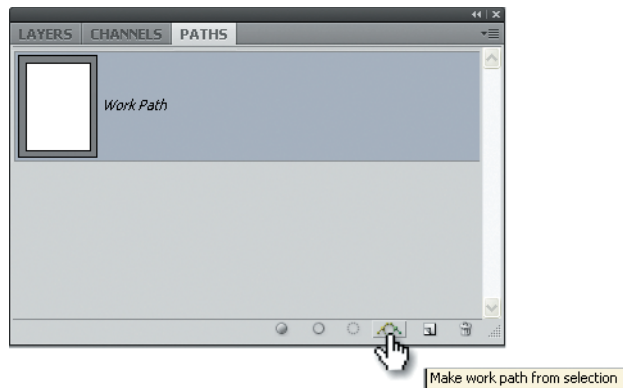 LAYERS CHANNELS PATHS
Work Path
Make work path from selection